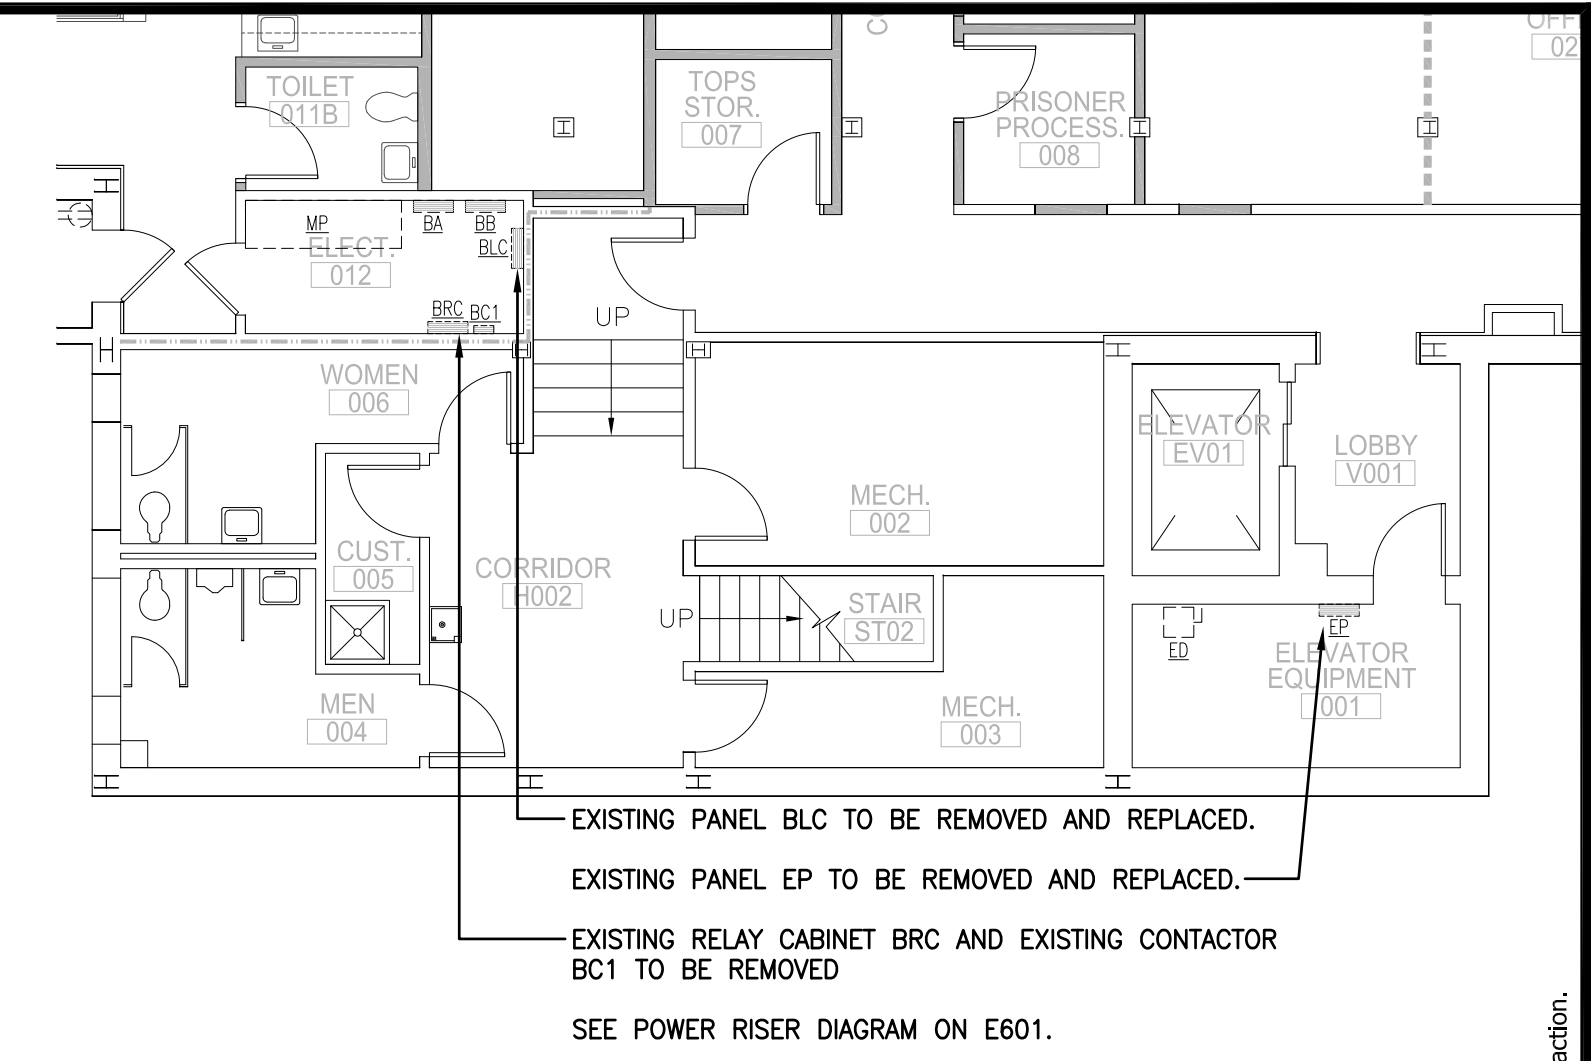 OFFI
02
TOILET
011B
TOPS
STOR.
007
PRISONER
PROCESS.
008
MP
BA
BB
BLC
ELECT.
012
BRC
BC1
UP
WOMEN
006
ELEVATOR
EV01
LOBBY
V001
MECH.
002
CUST.
005
CORRIDOR
H002
UP
STAIR
ST02
ED
EP
ELEVATOR
EQUIPMENT
001
MEN
004
MECH.
003
EXISTING PANEL BLC TO BE REMOVED AND REPLACED.
EXISTING PANEL EP TO BE REMOVED AND REPLACED.
EXISTING RELAY CABINET BRC AND EXISTING CONTACTOR
BC1 TO BE REMOVED
SEE POWER RISER DIAGRAM ON E601.
action.